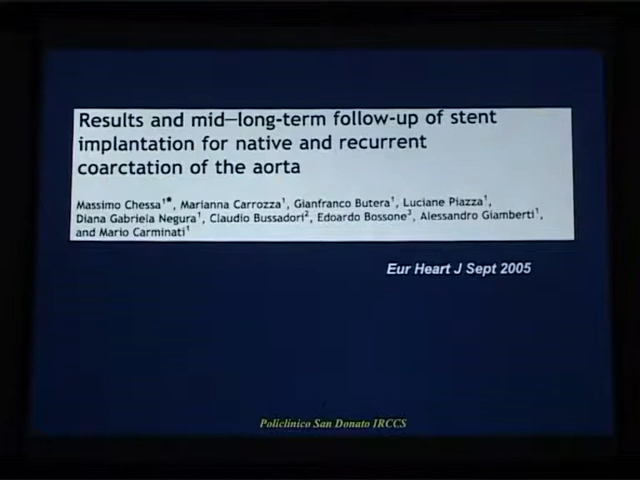 Results and mid–long-term follow-up of stent
implantation for native and recurrent
coarctation of the aorta
Massimo Chessa¹*, Marianna Carrozza¹, Gianfranco Butera¹, Luciane Piazza¹,
Diana Gabriela Negura¹, Claudio Bussadori², Edoardo Bossone³, Alessandro Giamberti¹,
and Mario Carminati¹
Eur Heart J Sept 2005
Policlinico San Donato IRCCS